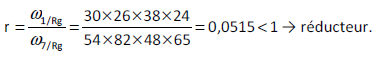 r = ω1/Rg / ω7/Rg = 30×26×38×24 / 54×82×48×65 = 0,0515 < 1 → réducteur.